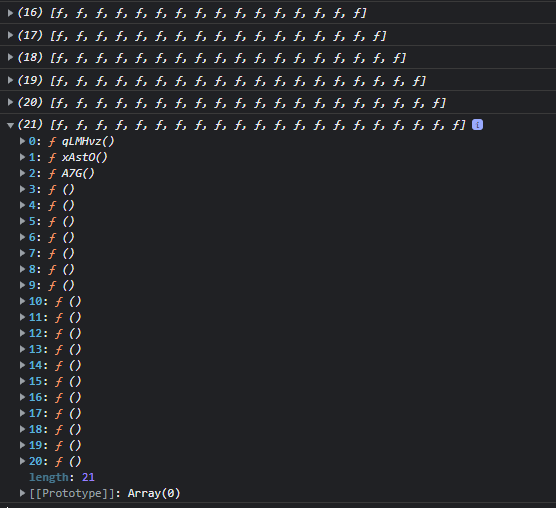 (16) [ƒ, ƒ, ƒ, ƒ, ƒ, ƒ, ƒ, ƒ, ƒ, ƒ, ƒ, ƒ, ƒ, ƒ, ƒ, ƒ]
(17) [ƒ, ƒ, ƒ, ƒ, ƒ, ƒ, ƒ, ƒ, ƒ, ƒ, ƒ, ƒ, ƒ, ƒ, ƒ, ƒ, ƒ]
(18) [ƒ, ƒ, ƒ, ƒ, ƒ, ƒ, ƒ, ƒ, ƒ, ƒ, ƒ, ƒ, ƒ, ƒ, ƒ, ƒ, ƒ, ƒ]
(19) [ƒ, ƒ, ƒ, ƒ, ƒ, ƒ, ƒ, ƒ, ƒ, ƒ, ƒ, ƒ, ƒ, ƒ, ƒ, ƒ, ƒ, ƒ, ƒ]
(20) [ƒ, ƒ, ƒ, ƒ, ƒ, ƒ, ƒ, ƒ, ƒ, ƒ, ƒ, ƒ, ƒ, ƒ, ƒ, ƒ, ƒ, ƒ, ƒ, ƒ]
(21) [ƒ, ƒ, ƒ, ƒ, ƒ, ƒ, ƒ, ƒ, ƒ, ƒ, ƒ, ƒ, ƒ, ƒ, ƒ, ƒ, ƒ, ƒ, ƒ, ƒ, ƒ] i
0: ƒ qLMHvz()
1: ƒ xAstO()
2: ƒ A7G()
3: ƒ ()
4: ƒ ()
5: ƒ ()
6: ƒ ()
7: ƒ ()
8: ƒ ()
9: ƒ ()
10: ƒ ()
11: ƒ ()
12: ƒ ()
13: ƒ ()
14: ƒ ()
15: ƒ ()
16: ƒ ()
17: ƒ ()
18: ƒ ()
19: ƒ ()
20: ƒ ()
length: 21
[[Prototype]]: Array(0)